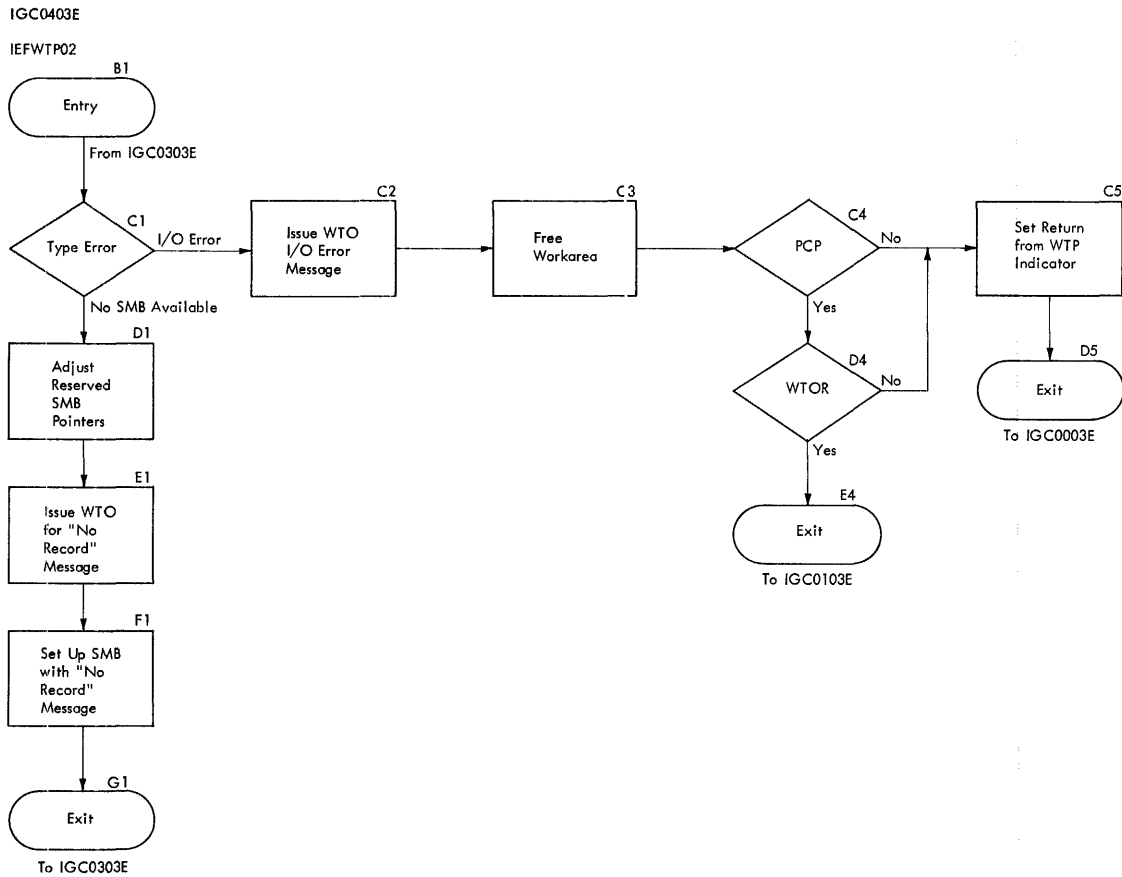 IGC0403E
IEFWTP02
B1
Entry
From IGC0303E
C1
Type Error
I/O Error
No SMB Available
C2
Issue WTO
I/O Error
Message
C3
Free
Workarea
C4
PCP
No
Yes
C5
Set Return
from WTP
Indicator
D1
Adjust
Reserved
SMB
Pointers
D4
WTOR
No
Yes
D5
Exit
To IGC0003E
E1
Issue WTO
for "No
Record"
Message
E4
Exit
To IGC0103E
F1
Set Up SMB
with "No
Record"
Message
G1
Exit
To IGC0303E